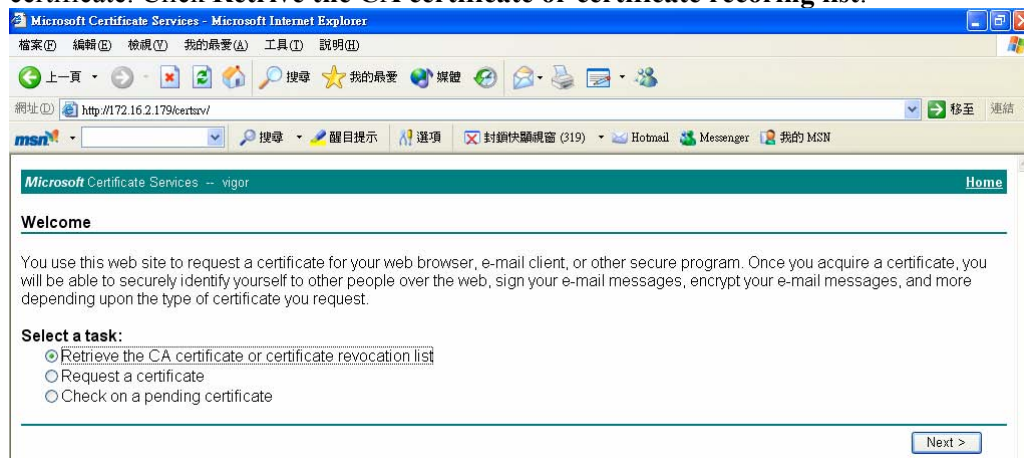 certificate. Click Retrive the CA certificate or certificate recoring list.
Microsoft Certificate Services - Microsoft Internet Explorer
檔案(F) 編輯(E) 檢視(V) 我的最愛(A) 工具(T) 說明(H)
上一頁 搜尋 我的最愛 媒體
網址(D) http://172.16.2.179/certsrv/ 移至 連結
msn 搜尋 醒目提示 選項 封鎖快顯視窗 (319) Hotmail Messenger 我的 MSN
Microsoft Certificate Services -- vigor Home
Welcome
You use this web site to request a certificate for your web browser, e-mail client, or other secure program. Once you acquire a certificate, you
will be able to securely identify yourself to other people over the web, sign your e-mail messages, encrypt your e-mail messages, and more
depending upon the type of certificate you request.
Select a task:
Retrieve the CA certificate or certificate revocation list
Request a certificate
Check on a pending certificate
Next >